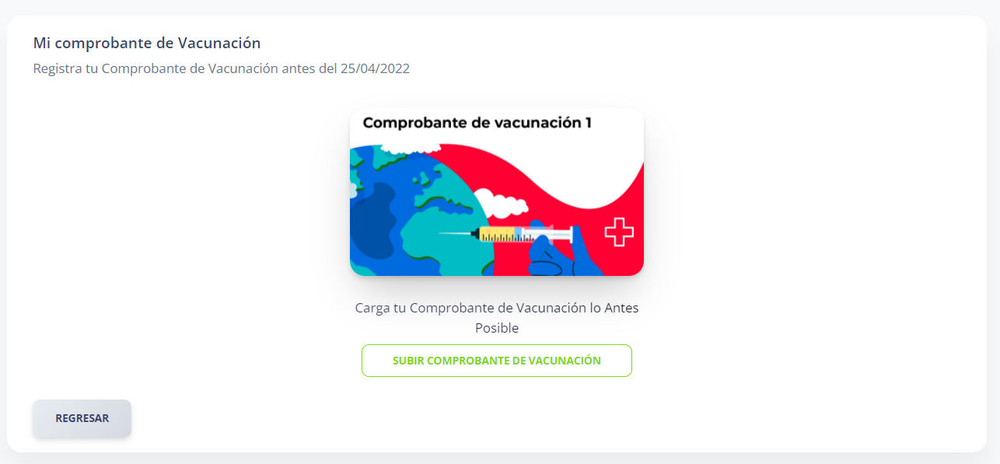 Mi comprobante de Vacunación
Registra tu Comprobante de Vacunación antes del 25/04/2022
Comprobante de vacunación 1
Carga tu Comprobante de Vacunación lo Antes
Posible
SUBIR COMPROBANTE DE VACUNACIÓN
REGRESAR